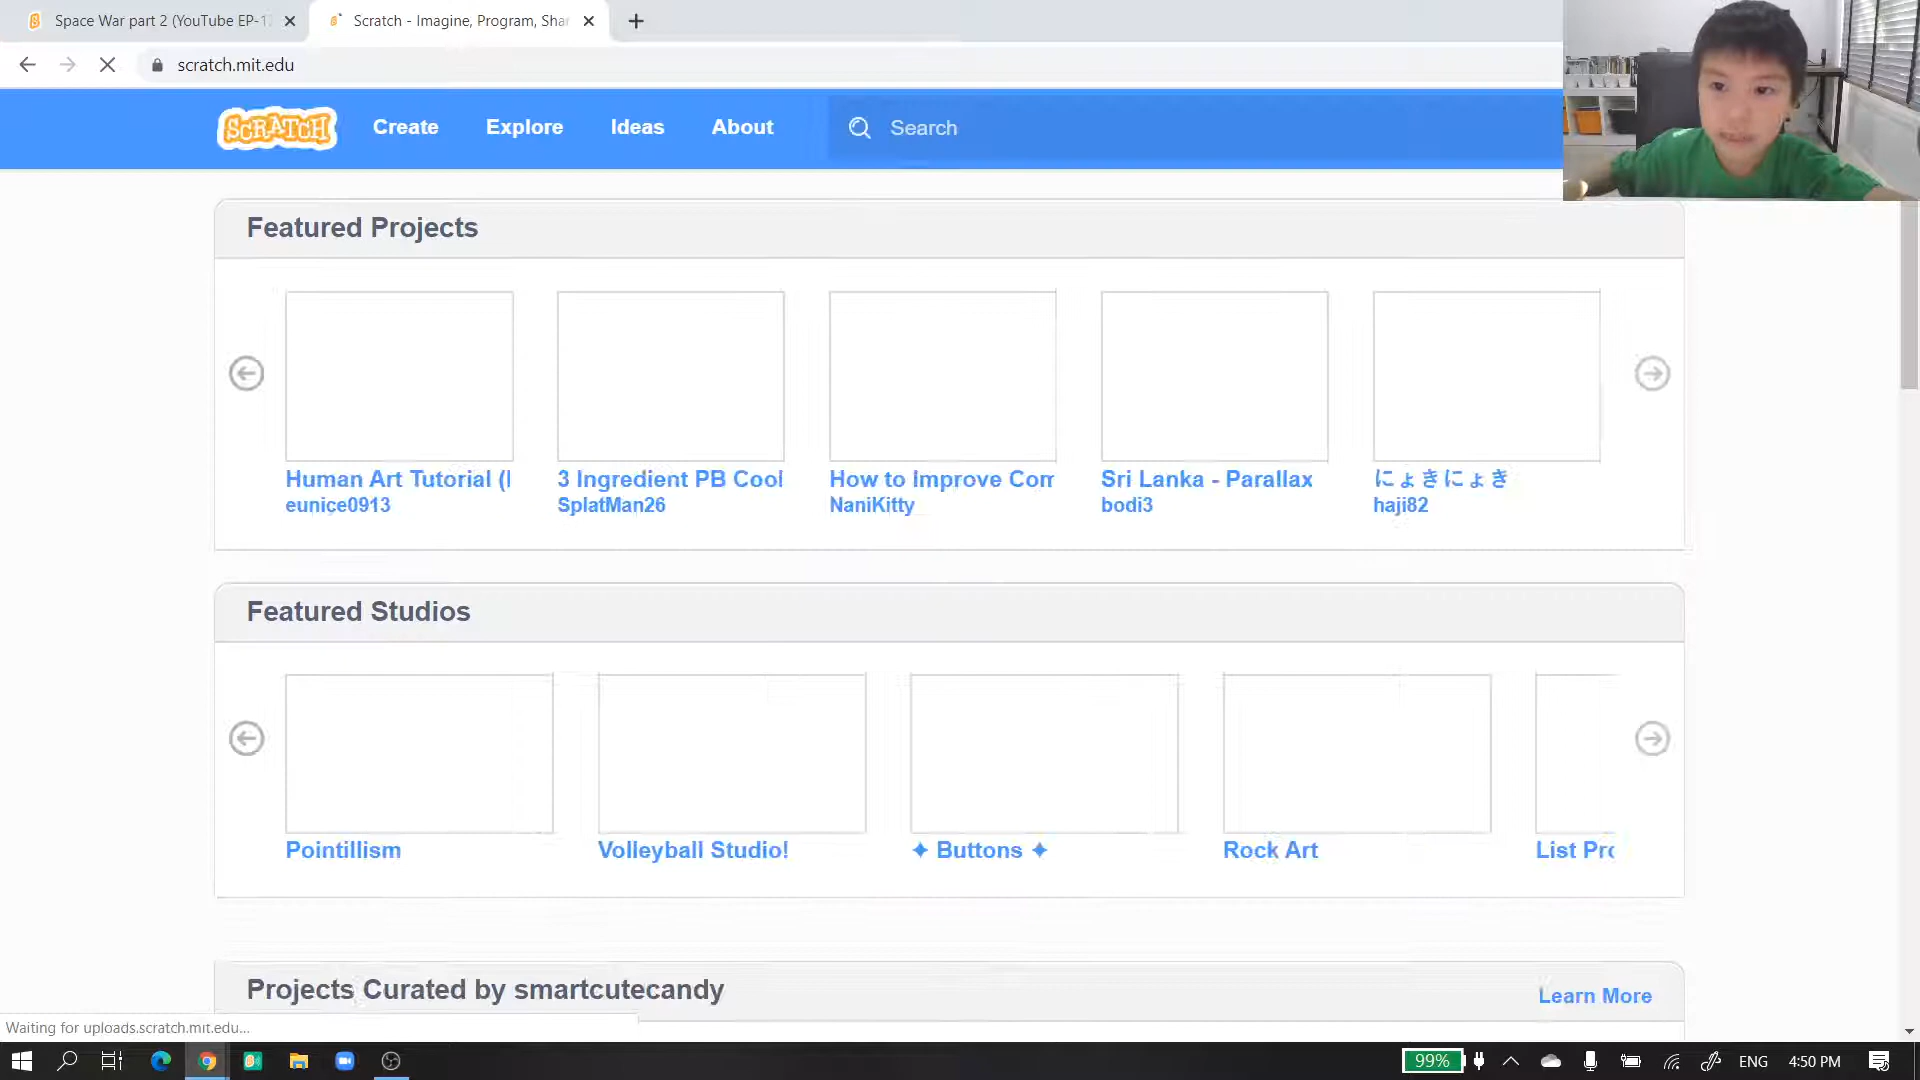 Space War part 2 (YouTube EP-1
Scratch - Imagine, Program, Shar
scratch.mit.edu
SCRATCH
Create
Explore
Ideas
About
Search
Featured Projects
Human Art Tutorial (
3 Ingredient PB Cool
How to Improve Com
Sri Lanka - Parallax
にょきにょき
eunice0913
SplatMan26
NaniKitty
bodi3
haji82
Featured Studios
Pointillism
Volleyball Studio!
✦ Buttons ✦
Rock Art
List Pro
Projects Curated by smartcutecandy
Learn More
Waiting for uploads.scratch.mit.edu...
99%
ENG
4:50 PM